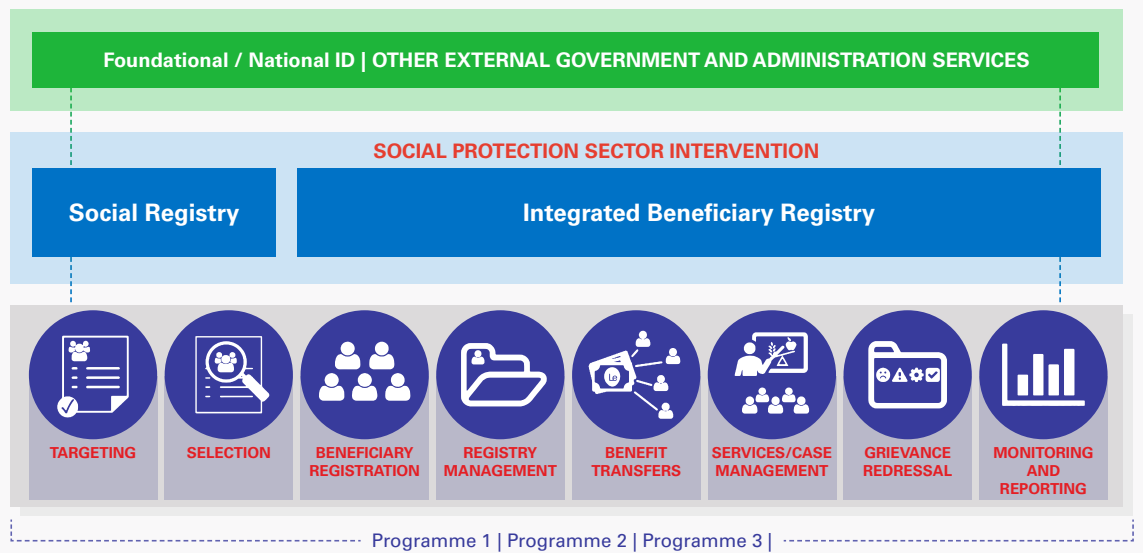 Foundational / National ID | OTHER EXTERNAL GOVERNMENT AND ADMINISTRATION SERVICES
SOCIAL PROTECTION SECTOR INTERVENTION
Social Registry
Integrated Beneficiary Registry
Le
TARGETING
SELECTION
BENEFICIARY
REGISTRATION
REGISTRY
MANAGEMENT
BENEFIT
TRANSFERS
SERVICES/CASE
MANAGEMENT
GRIEVANCE
REDRESSAL
MONITORING
AND
REPORTING
Programme 1 | Programme 2 | Programme 3 |